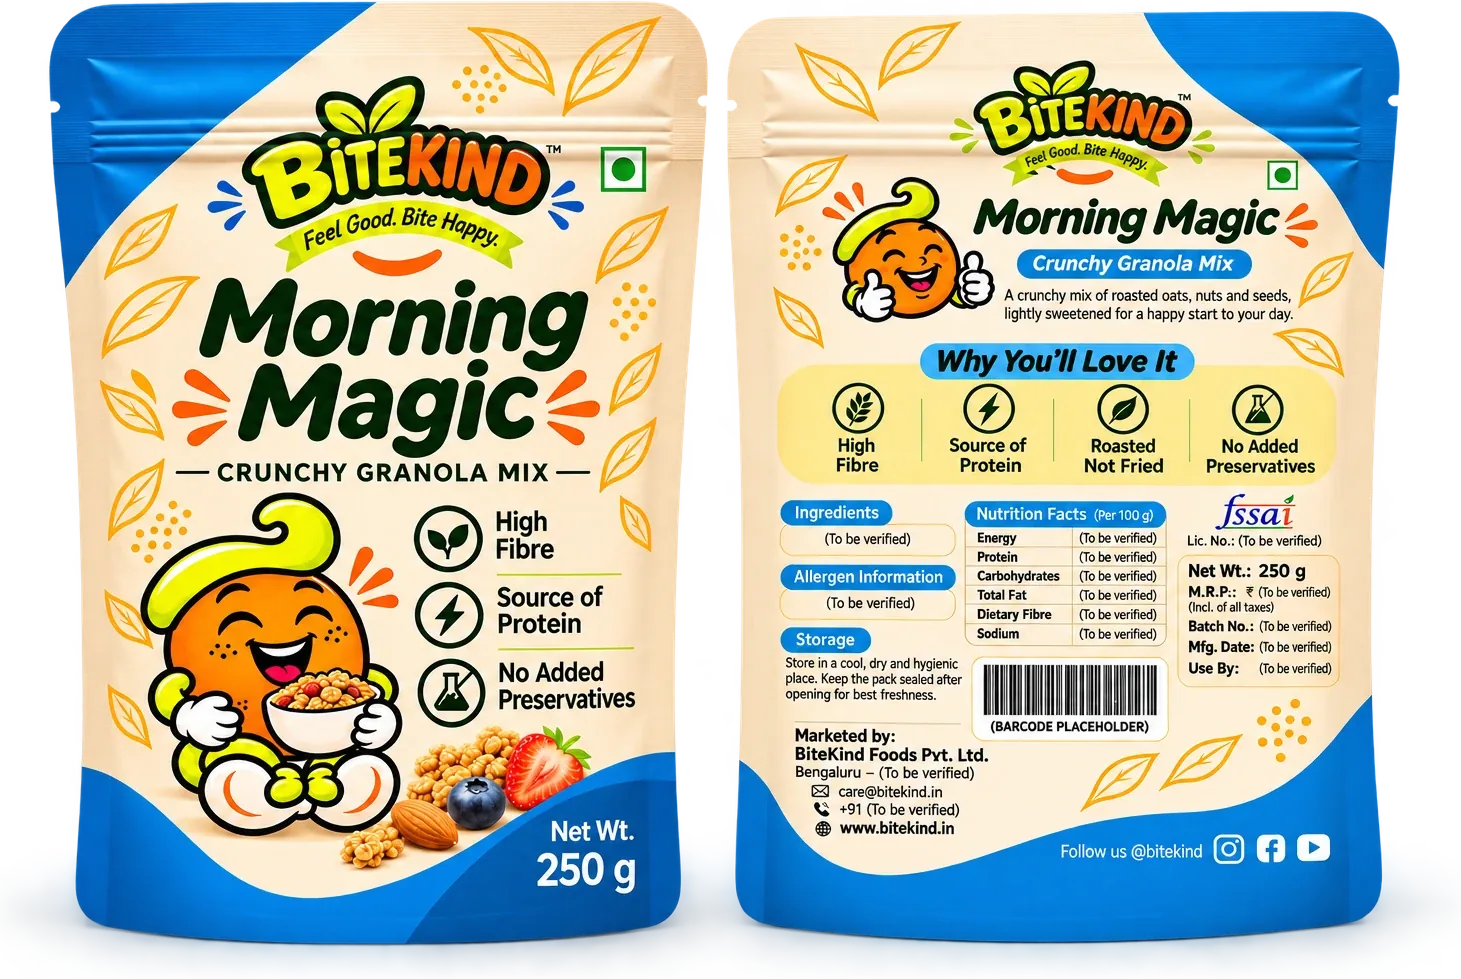 BiTEKIND™
Feel Good. Bite Happy.
Morning
Magic
CRUNCHY GRANOLA MIX
High
Fibre
Source of
Protein
No Added
Preservatives
Net Wt.
250 g
BiTEKIND™
Feel Good. Bite Happy.
Morning Magic
Crunchy Granola Mix
A crunchy mix of roasted oats, nuts and seeds,
lightly sweetened for a happy start to your day.
Why You'll Love It
High
Fibre
Source of
Protein
Roasted
Not Fried
No Added
Preservatives
Ingredients
(To be verified)
Allergen Information
(To be verified)
Storage
Store in a cool, dry and hygienic
place. Keep the pack sealed after
opening for best freshness.
Nutrition Facts (Per 100 g)
Energy (To be verified)
Protein (To be verified)
Carbohydrates (To be verified)
Total Fat (To be verified)
Dietary Fibre (To be verified)
Sodium (To be verified)
(BARCODE PLACEHOLDER)
fssai
Lic. No.: (To be verified)
Net Wt.: 250 g
M.R.P.: ₹ (To be verified)
(Incl. of all taxes)
Batch No.: (To be verified)
Mfg. Date: (To be verified)
Use By: (To be verified)
Marketed by:
BiteKind Foods Pvt. Ltd.
Bengaluru – (To be verified)
care@bitekind.in
+91 (To be verified)
www.bitekind.in
Follow us @bitekind